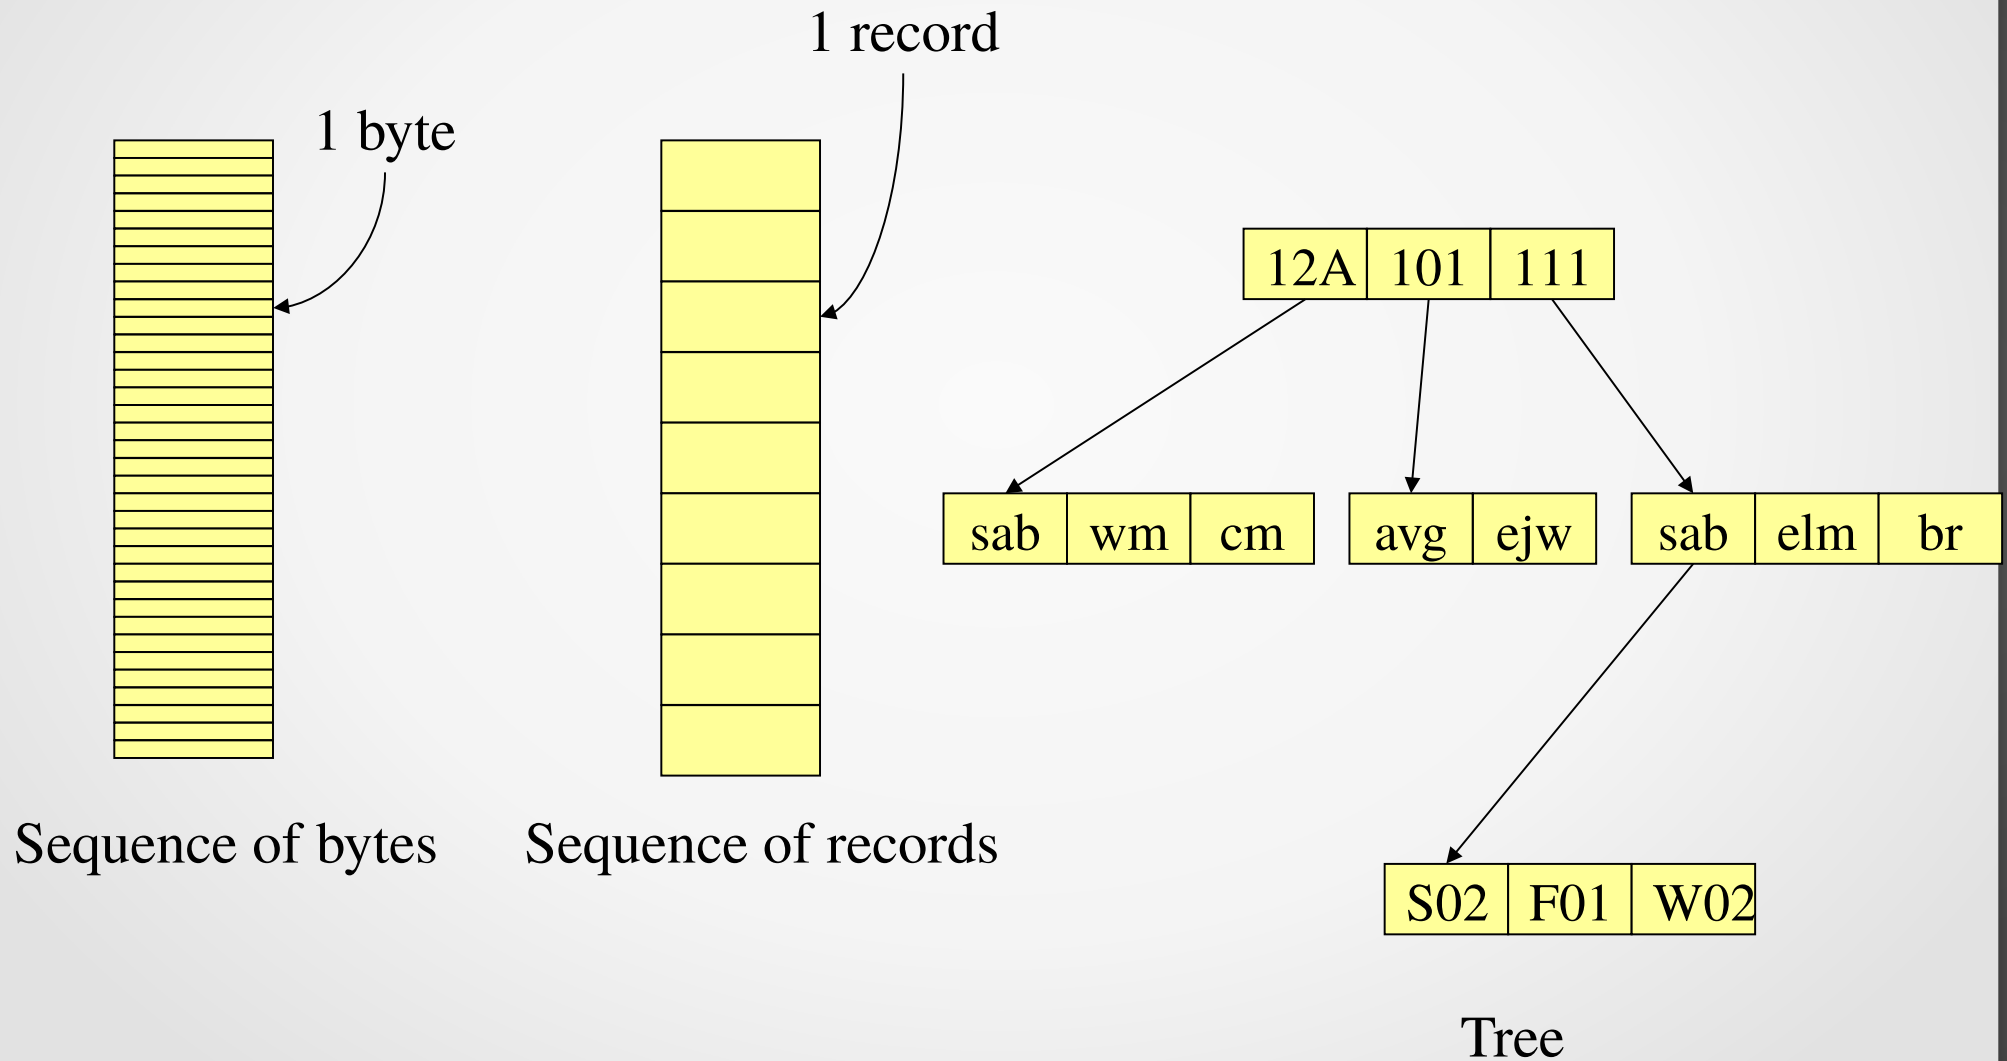 1 record
1 byte
12A 101 111
sab wm cm
avg ejw
sab elm br
Sequence of bytes
Sequence of records
S02 F01 W02
Tree